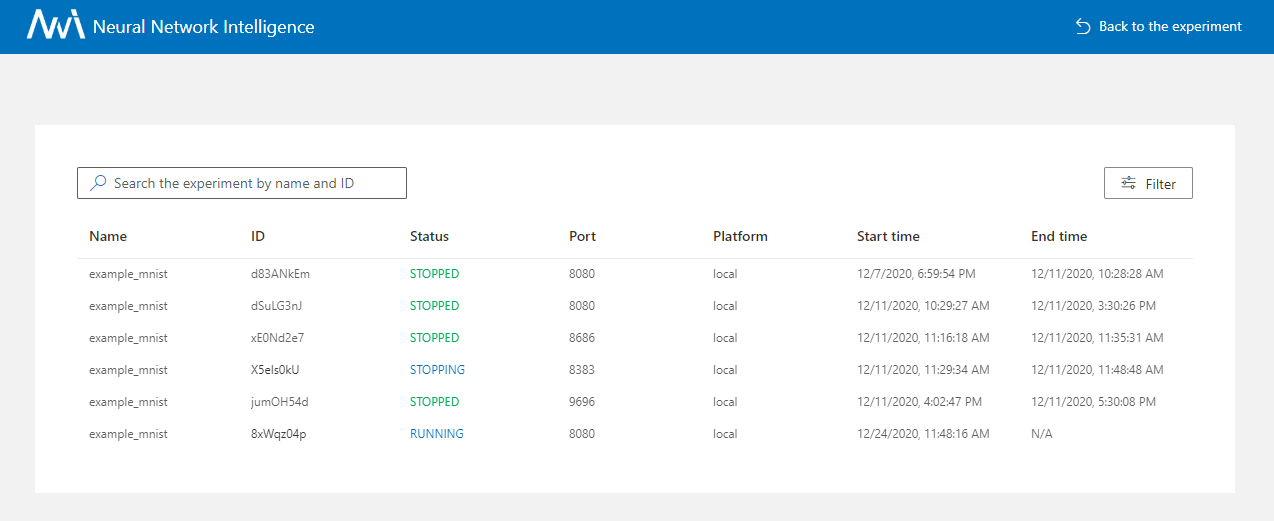 NNI Neural Network Intelligence
Back to the experiment
Search the experiment by name and ID
Filter
Name ID Status Port Platform Start time End time
example_mnist d83ANkEm STOPPED 8080 local 12/7/2020, 6:59:54 PM 12/11/2020, 10:28:28 AM
example_mnist dSuLG3nJ STOPPED 8080 local 12/11/2020, 10:29:27 AM 12/11/2020, 3:30:26 PM
example_mnist xE0Nd2e7 STOPPED 8686 local 12/11/2020, 11:16:18 AM 12/11/2020, 11:35:31 AM
example_mnist X5els0kU STOPPING 8383 local 12/11/2020, 11:29:34 AM 12/11/2020, 11:48:48 AM
example_mnist jumOH54d STOPPED 9696 local 12/11/2020, 4:02:47 PM 12/11/2020, 5:30:08 PM
example_mnist 8xWqz04p RUNNING 8080 local 12/24/2020, 11:48:16 AM N/A